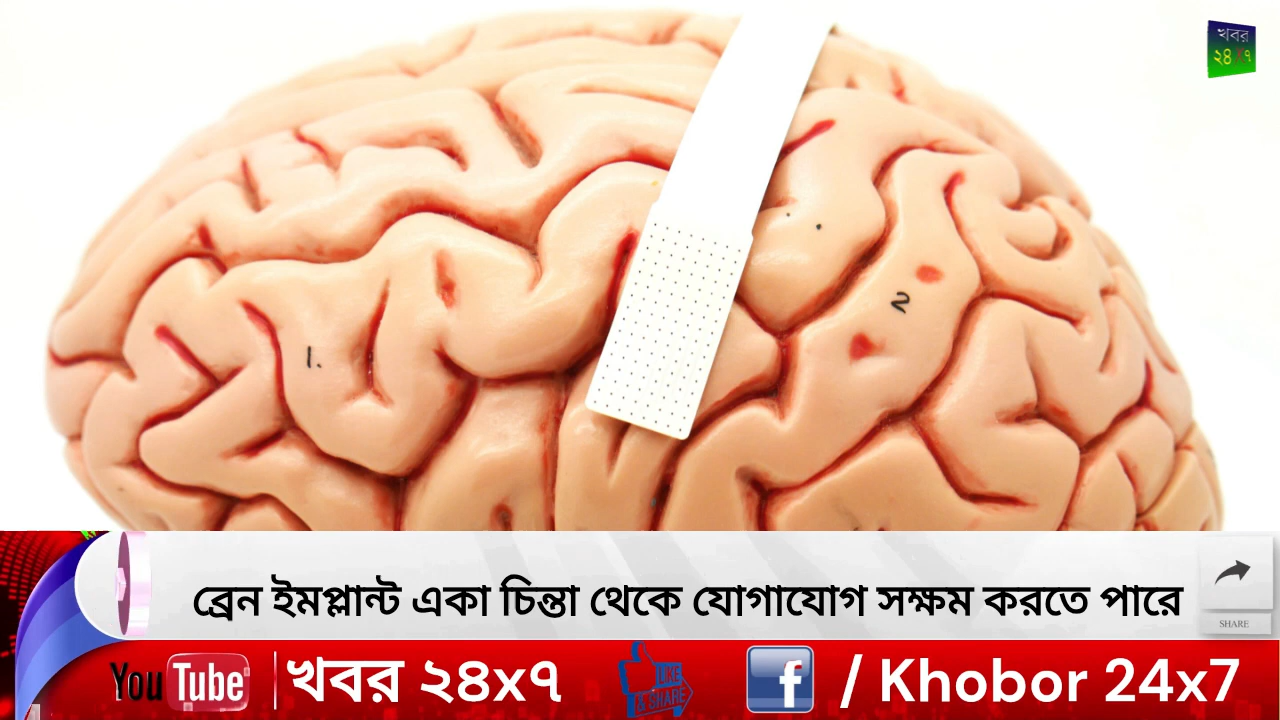 খবর
২৪x৭
1.
2
ব্রেন ইমপ্লান্ট একা চিন্তা থেকে যোগাযোগ সক্ষম করতে পারে
SHARE
YouTube | খবর ২৪x৭
LIKE
& SHARE
f / Khobor 24x7